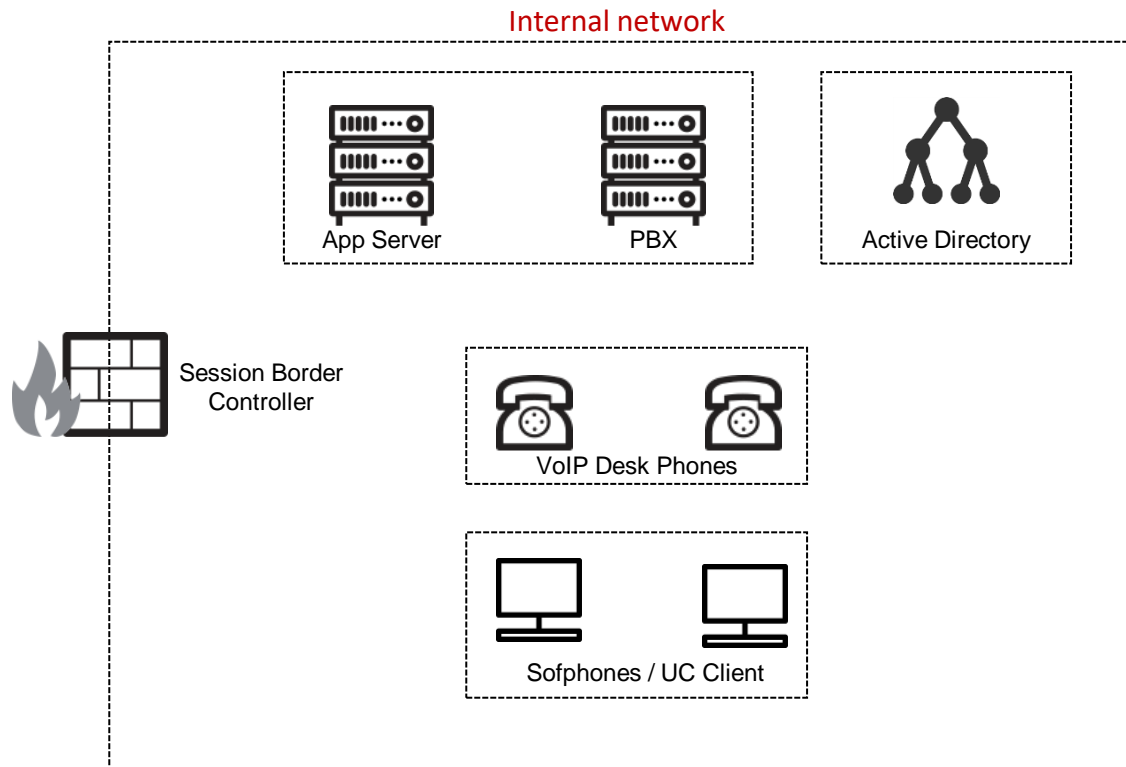 Internal network
App Server
PBX
Active Directory
Session Border
Controller
VoIP Desk Phones
Sofphones / UC Client